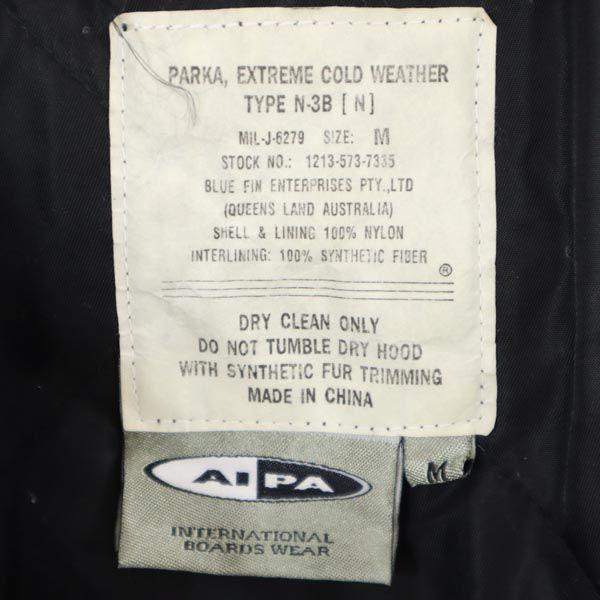 PARKA, EXTREME COLD WEATHER
TYPE N-3B [ N ]
MIL-J-6279 SIZE: M
STOCK NO.: 1213-573-7335
BLUE FIN ENTERPRISES PTY.,LTD
(QUEENS LAND AUSTRALIA)
SHELL & LINING 100% NYLON
INTERLINING: 100% SYNTHETIC FIBER
®
DRY CLEAN ONLY
DO NOT TUMBLE DRY HOOD
WITH SYNTHETIC FUR TRIMMING
MADE IN CHINA
AIPA
M
INTERNATIONAL
BOARDS WEAR